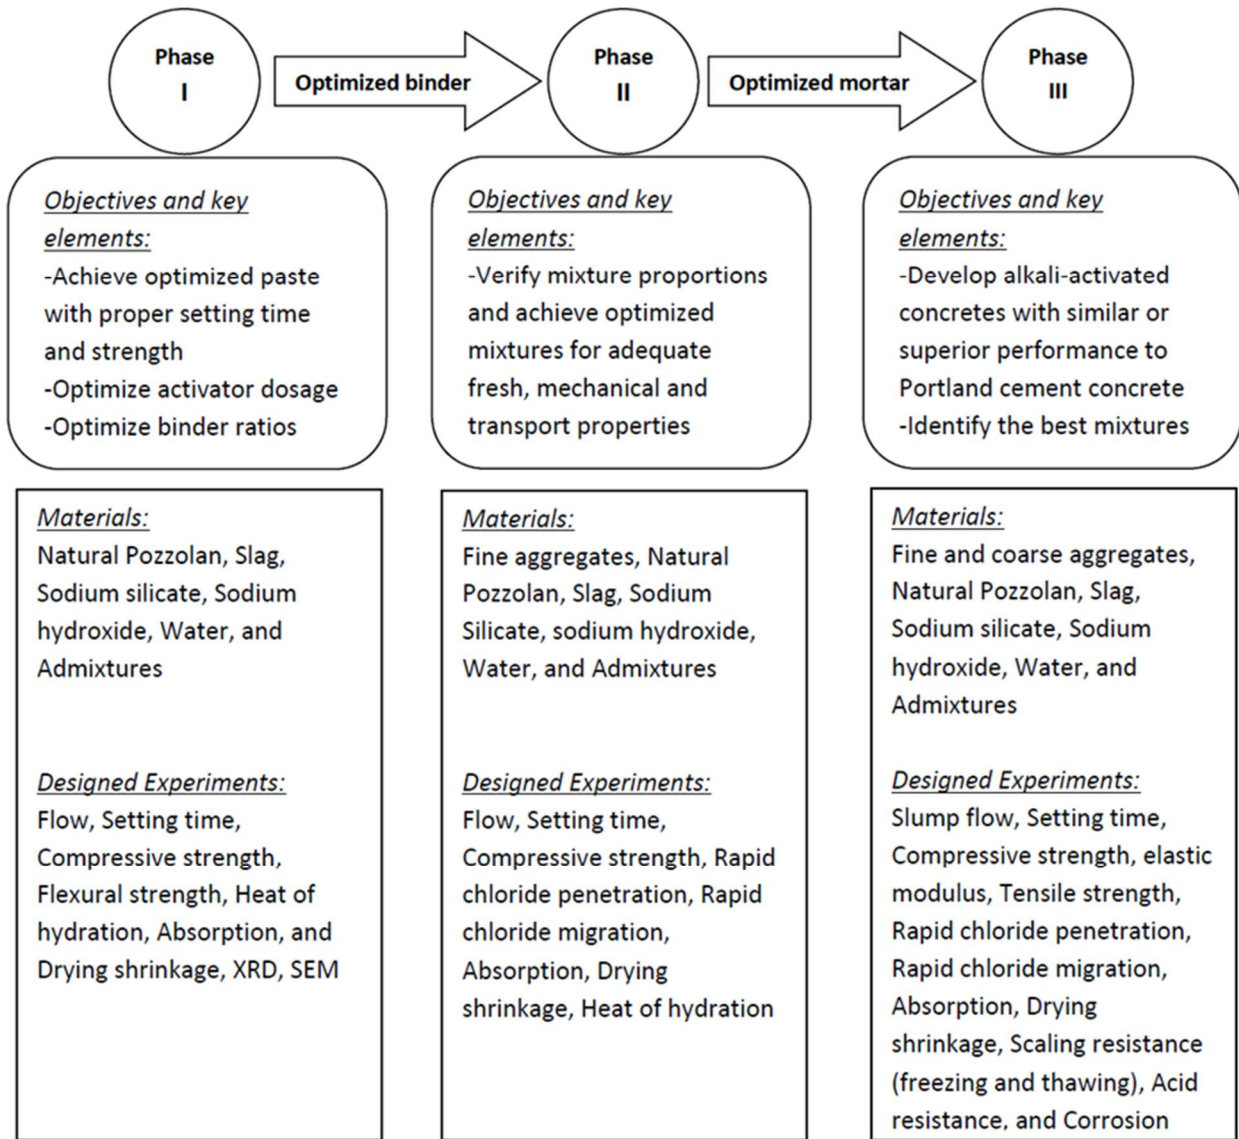 Phase
I
Optimized binder
Phase
II
Optimized mortar
Phase
III
Objectives and key
elements:
-Achieve optimized paste
with proper setting time
and strength
-Optimize activator dosage
-Optimize binder ratios
Objectives and key
elements:
-Verify mixture proportions
and achieve optimized
mixtures for adequate
fresh, mechanical and
transport properties
Objectives and key
elements:
-Develop alkali-activated
concretes with similar or
superior performance to
Portland cement concrete
-Identify the best mixtures
Materials:
Natural Pozzolan, Slag,
Sodium silicate, Sodium
hydroxide, Water, and
Admixtures
Designed Experiments:
Flow, Setting time,
Compressive strength,
Flexural strength, Heat of
hydration, Absorption, and
Drying shrinkage, XRD, SEM
Materials:
Fine aggregates, Natural
Pozzolan, Slag, Sodium
Silicate, sodium hydroxide,
Water, and Admixtures
Designed Experiments:
Flow, Setting time,
Compressive strength, Rapid
chloride penetration, Rapid
chloride migration,
Absorption, Drying
shrinkage, Heat of hydration
Materials:
Fine and coarse aggregates,
Natural Pozzolan, Slag,
Sodium silicate, Sodium
hydroxide, Water, and
Admixtures
Designed Experiments:
Slump flow, Setting time,
Compressive strength, elastic
modulus, Tensile strength,
Rapid chloride penetration,
Rapid chloride migration,
Absorption, Drying
shrinkage, Scaling resistance
(freezing and thawing), Acid
resistance, and Corrosion